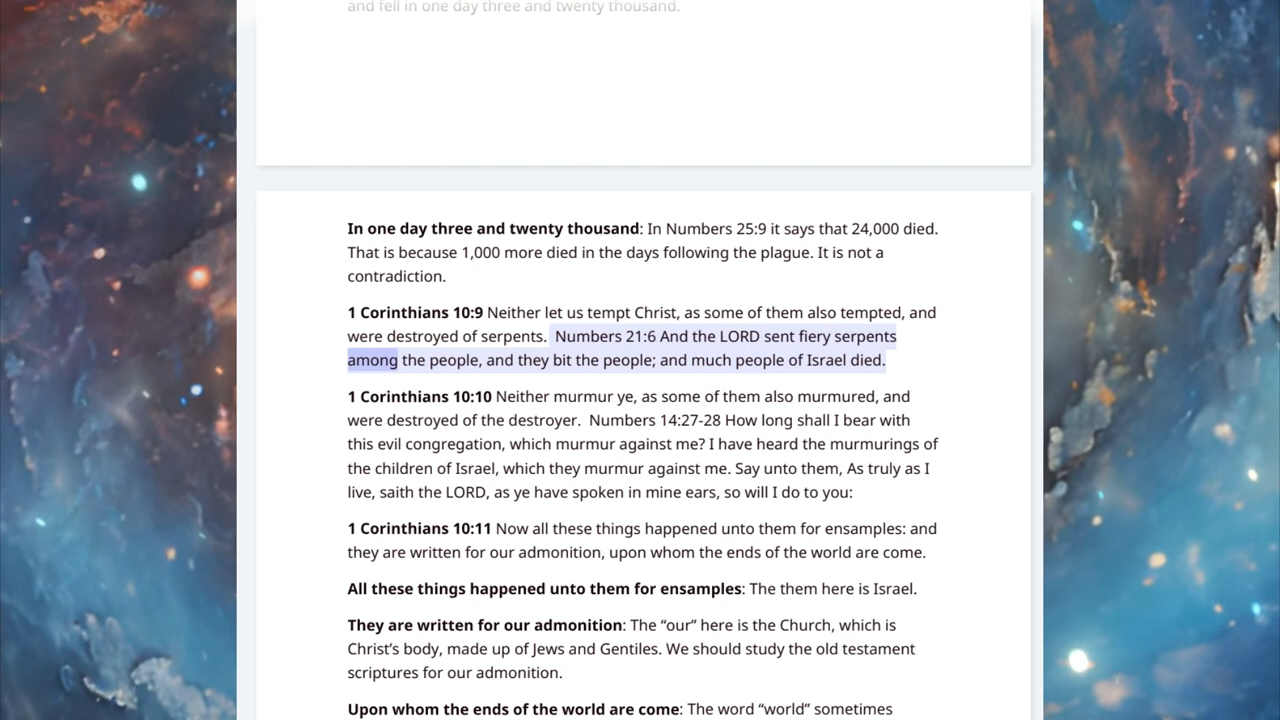 and fell in one day three and twenty thousand.
In one day three and twenty thousand: In Numbers 25:9 it says that 24,000 died.
That is because 1,000 more died in the days following the plague. It is not a
contradiction.
1 Corinthians 10:9 Neither let us tempt Christ, as some of them also tempted, and
were destroyed of serpents.  Numbers 21:6 And the LORD sent fiery serpents
among the people, and they bit the people; and much people of Israel died.
1 Corinthians 10:10 Neither murmur ye, as some of them also murmured, and
were destroyed of the destroyer.  Numbers 14:27-28 How long shall I bear with
this evil congregation, which murmur against me? I have heard the murmurings of
the children of Israel, which they murmur against me. Say unto them, As truly as I
live, saith the LORD, as ye have spoken in mine ears, so will I do to you:
1 Corinthians 10:11 Now all these things happened unto them for ensamples: and
they are written for our admonition, upon whom the ends of the world are come.
All these things happened unto them for ensamples: The them here is Israel.
They are written for our admonition: The “our” here is the Church, which is
Christ’s body, made up of Jews and Gentiles. We should study the old testament
scriptures for our admonition.
Upon whom the ends of the world are come: The word “world” sometimes